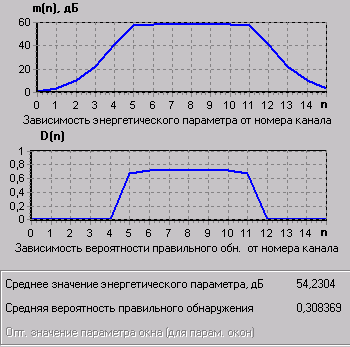 m(n), дБ
60
40
20
0
0 1 2 3 4 5 6 7 8 9 10 11 12 13 14 n
Зависимость энергетического параметра от номера канала
D(n)
1
0,8
0,6
0,4
0,2
0
0 1 2 3 4 5 6 7 8 9 10 11 12 13 14 n
Зависимость вероятности правильного обн. от номера канала
Среднее значение энергетического параметра, дБ 54,2304
Средняя вероятность правильного обнаружения 0,308369
Опт. значение параметра окна (для парам. окон)